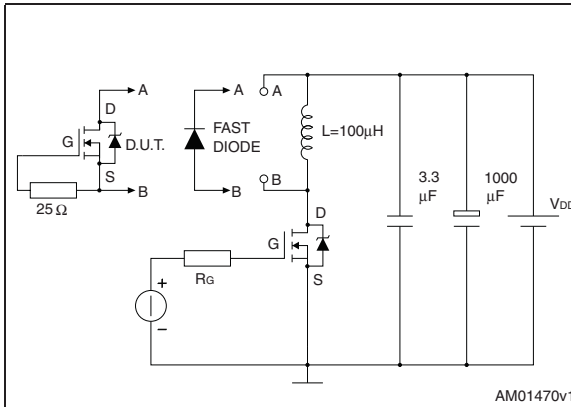 A
A
A
D
FAST
DIODE
L=100μH
G
D.U.T.
S
B
B
B
25 Ω
3.3
μF
1000
μF
VDD
D
G
S
RG
+
−
AM01470v1